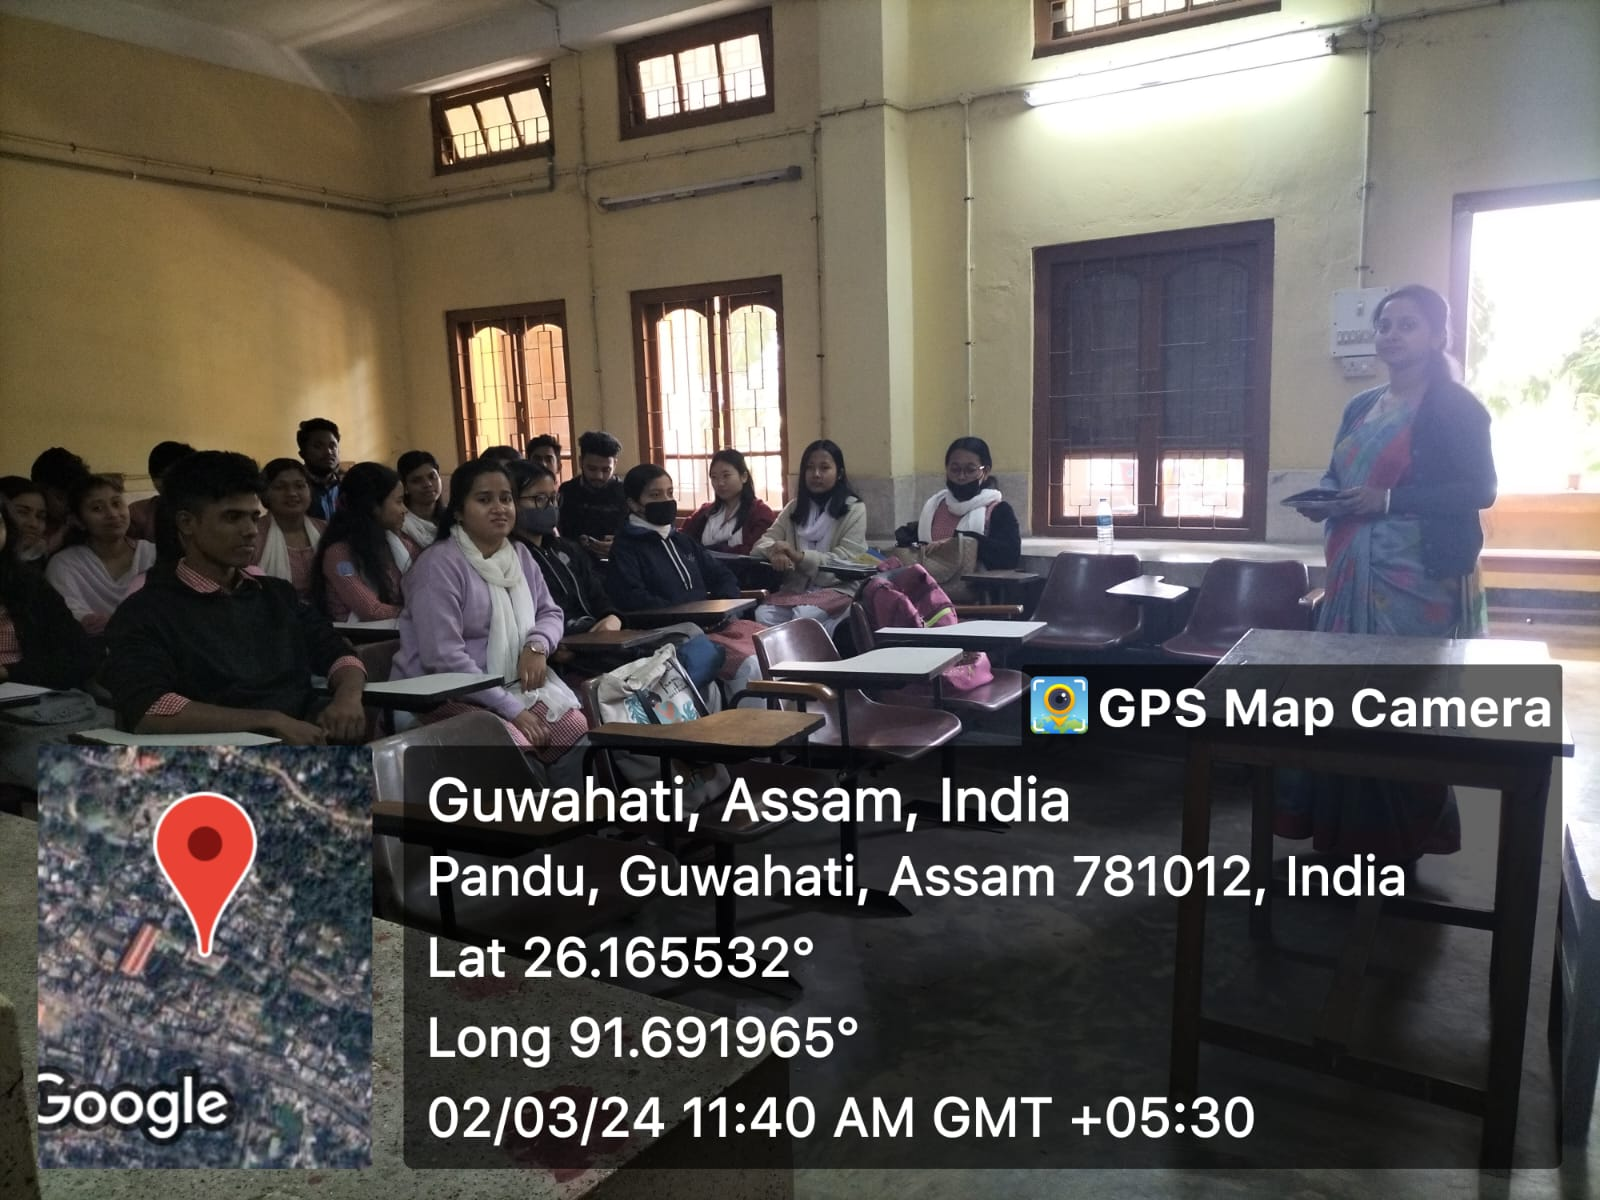 GPS Map Camera
Guwahati, Assam, India
Pandu, Guwahati, Assam 781012, India
Lat 26.165532°
Long 91.691965°
02/03/24 11:40 AM GMT +05:30
Google